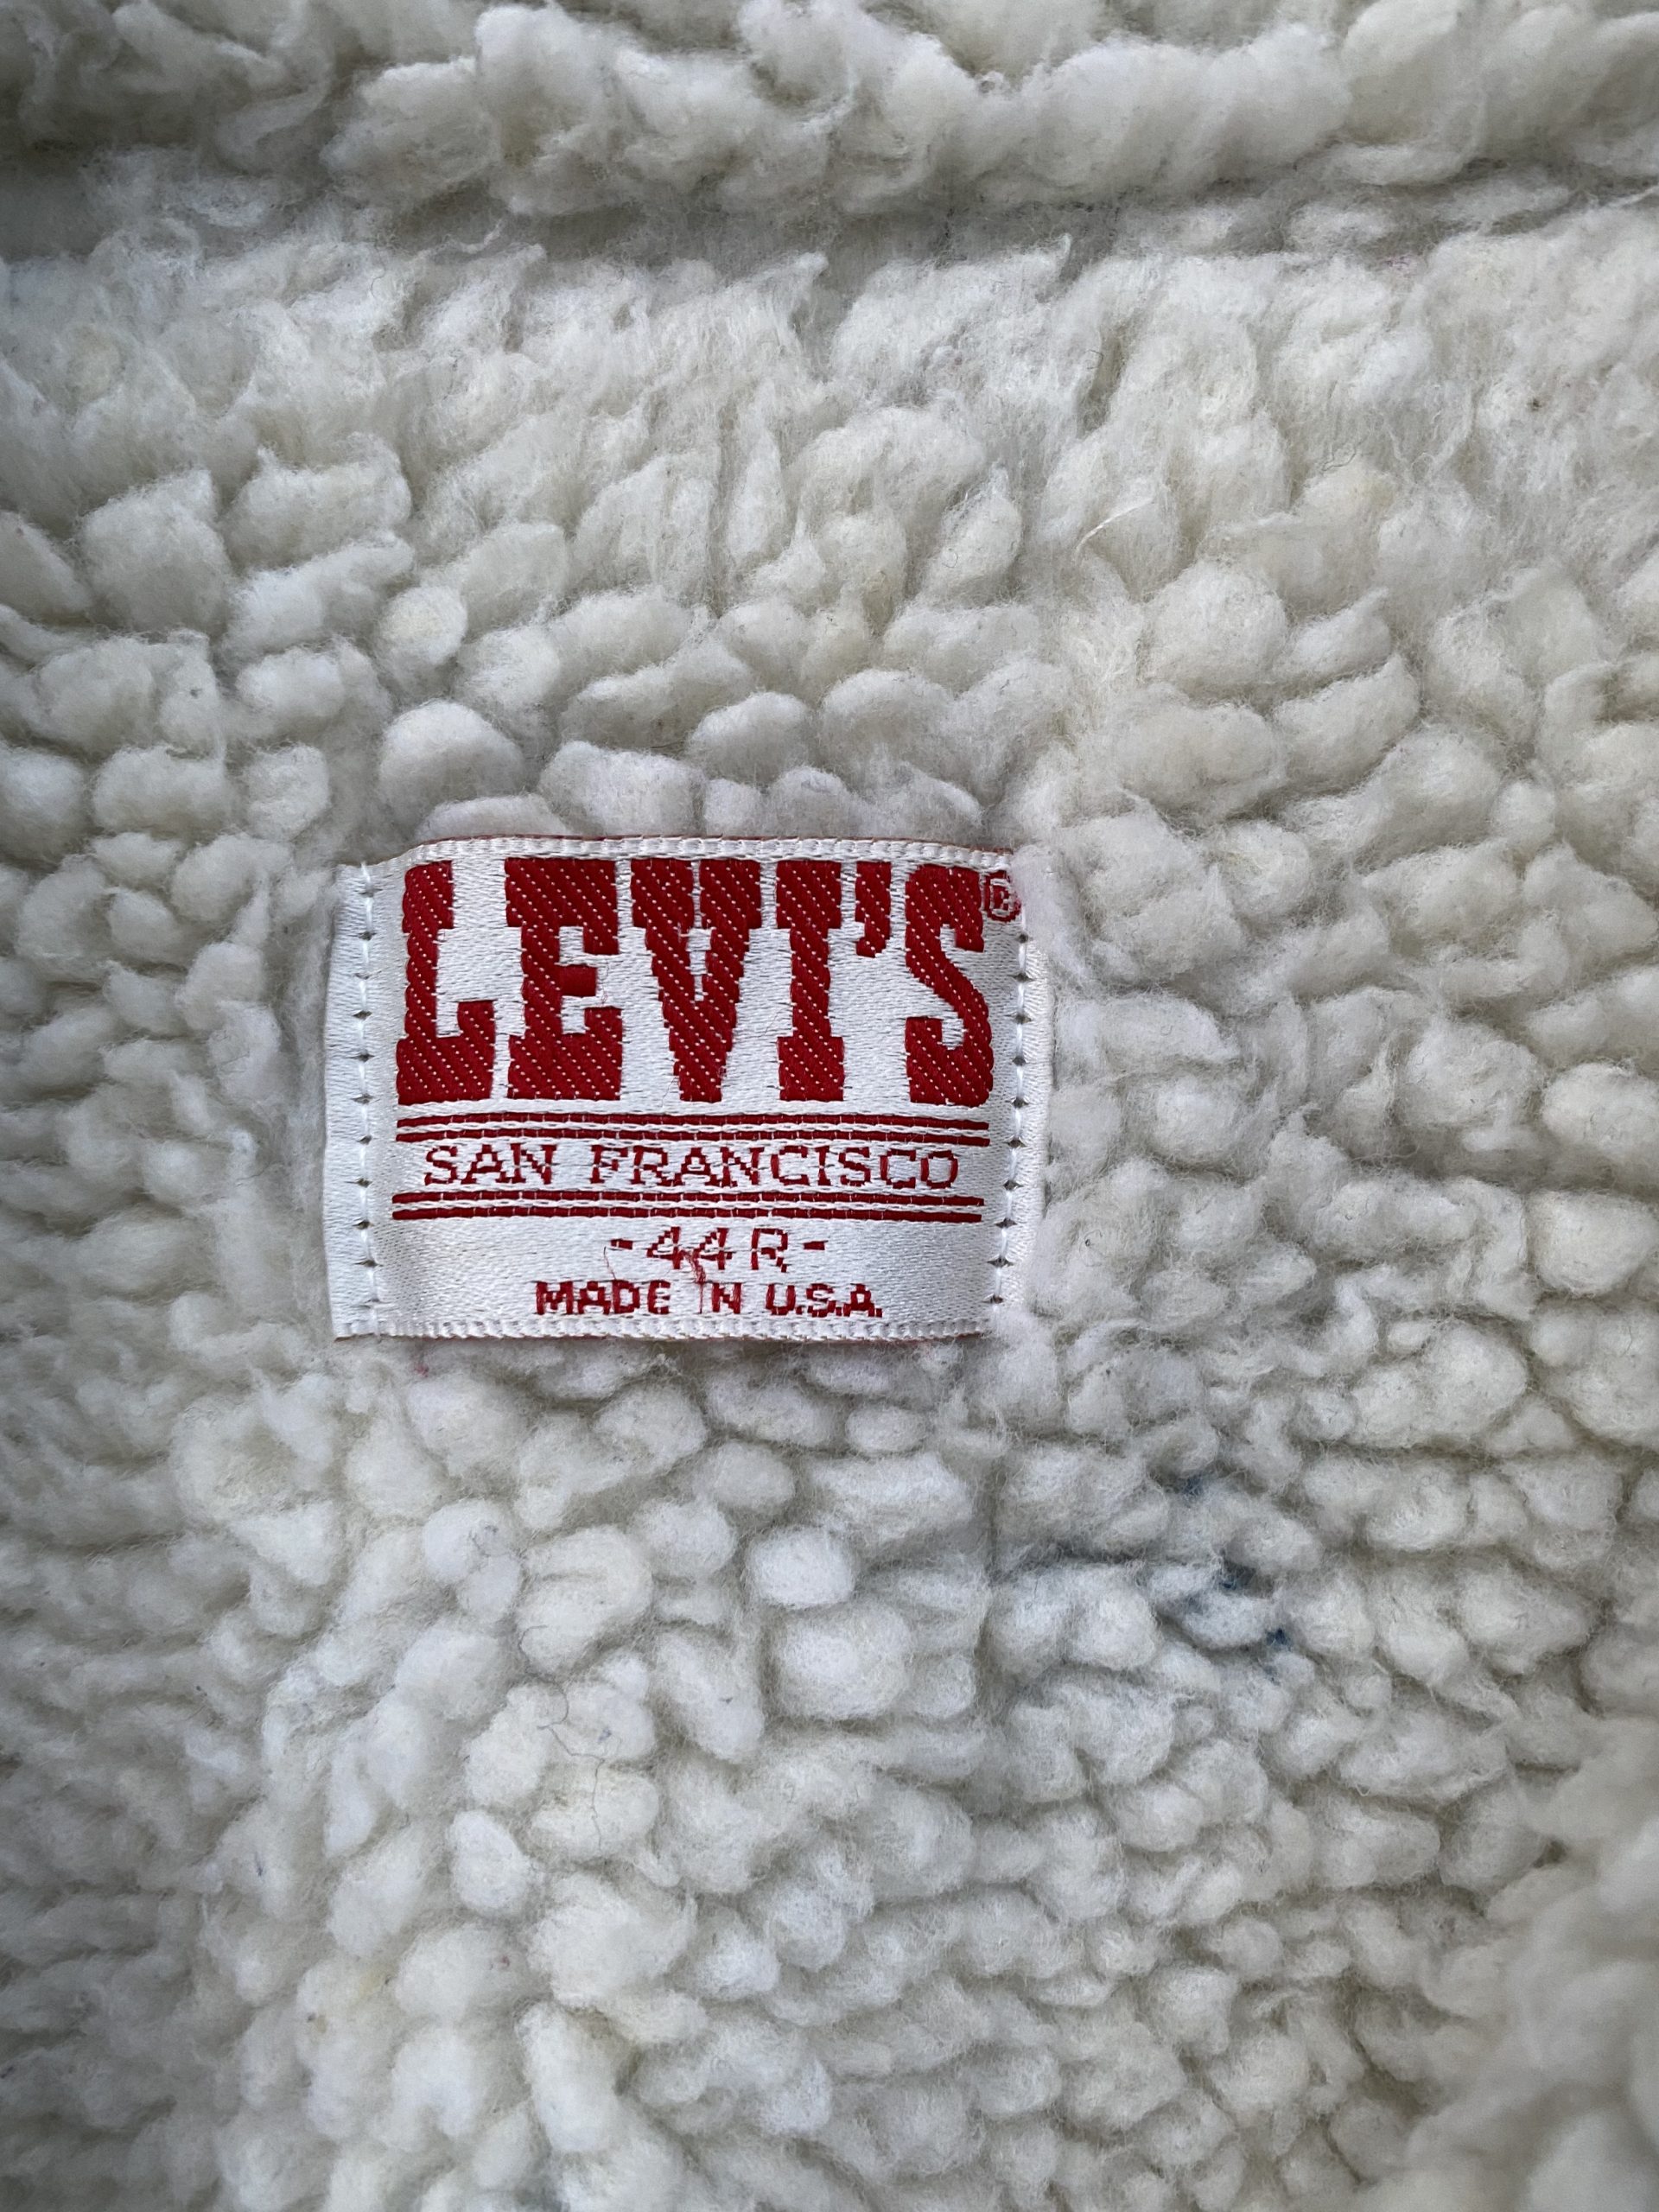 LEVI'S®
SAN FRANCISCO
-44R-
MADE IN U.S.A.